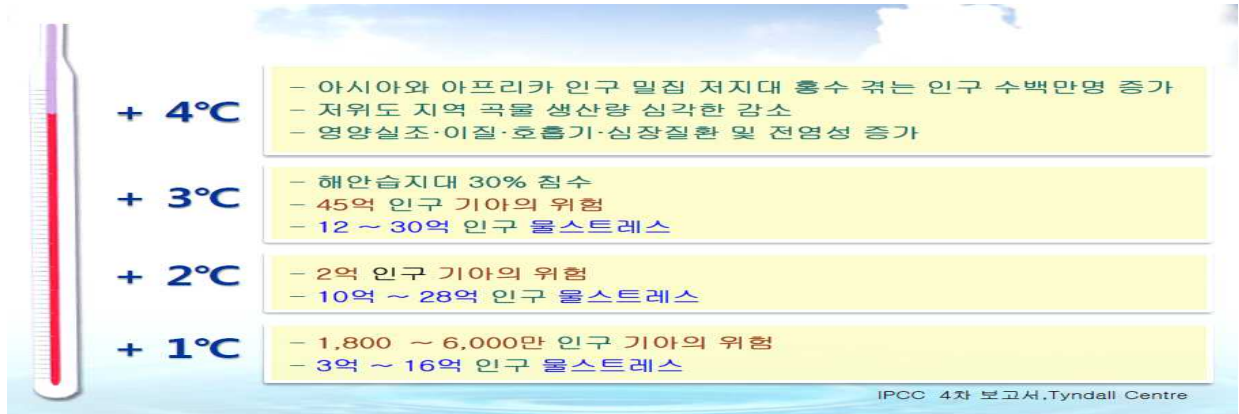 + 4℃
– 아시아와 아프리카 인구 밀집 저지대 홍수 겪는 인구 수백만명 증가
– 저위도 지역 곡물 생산량 심각한 감소
– 영양실조·이질·호흡기·심장질환 및 전염성 증가
+ 3℃
– 해안습지대 30% 침수
– 45억 인구 기아의 위험
– 12 ~ 30억 인구 물스트레스
+ 2℃
– 2억 인구 기아의 위험
– 10억 ~ 28억 인구 물스트레스
+ 1℃
– 1,800 ~ 6,000만 인구 기아의 위험
– 3억 ~ 16억 인구 물스트레스
IPCC 4차 보고서,Tyndall Centre